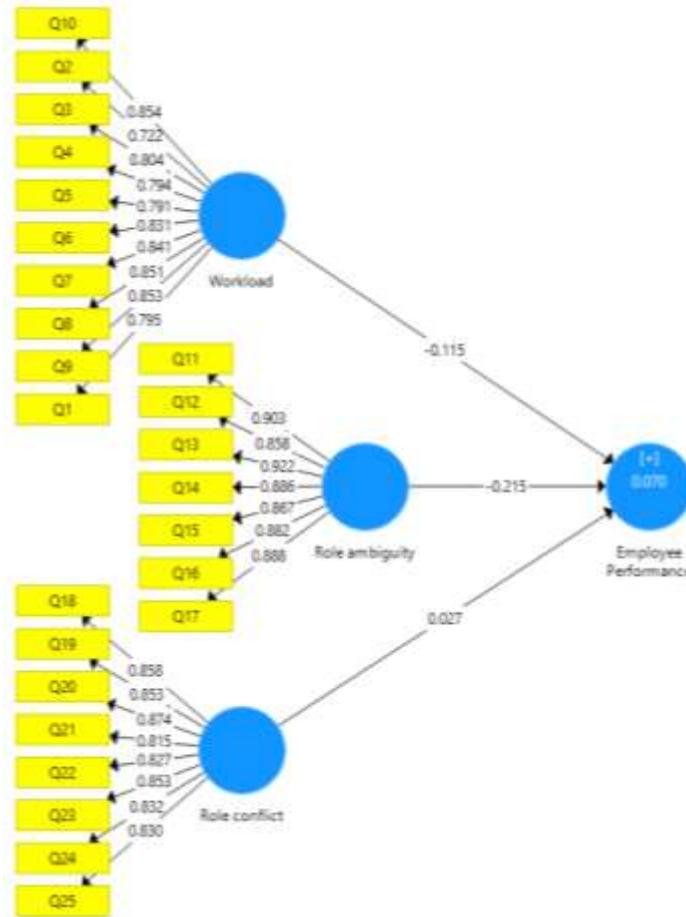 Q10
Q2
Q3
Q4
Q5
Q6
Q7
Q8
Q9
Q1
0.854
0.722
0.804
0.794
0.791
0.831
0.841
0.851
0.853
0.795
Workload
-0.115
Q11
Q12
Q13
Q14
Q15
Q16
Q17
0.903
0.858
0.922
0.886
0.867
0.882
0.888
Role ambiguity
-0.215
[+]
0.070
Employee
Performance
Q18
Q19
Q20
Q21
Q22
Q23
Q24
Q25
0.858
0.853
0.874
0.815
0.827
0.853
0.832
0.830
Role conflict
0.027